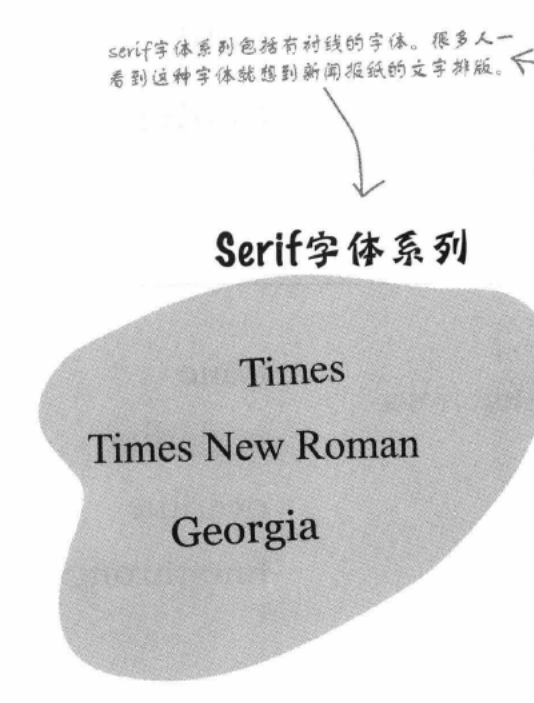 serif字体系列包括有衬线的字体。很多人一
看到这种字体就想到新闻报纸的文字排版。
Serif字体系列
Times
Times New Roman
Georgia